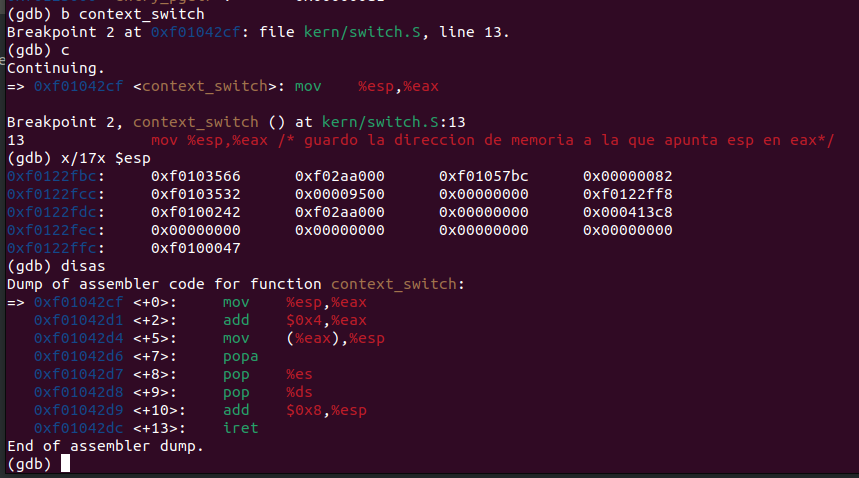 (gdb) b context_switch
Breakpoint 2 at 0xf01042cf: file kern/switch.S, line 13.
(gdb) c
Continuing.
=> 0xf01042cf <context_switch>: mov    %esp,%eax
Breakpoint 2, context_switch () at kern/switch.S:13
13              mov %esp,%eax /* guardo la direccion de memoria a la que apunta esp en eax*/
(gdb) x/17x $esp
0xf0122fbc:     0xf0103566      0xf02aa000      0xf01057bc      0x00000082
0xf0122fcc:     0xf0103532      0x00009500      0x00000000      0xf0122ff8
0xf0122fdc:     0xf0100242      0xf02aa000      0x00000000      0x000413c8
0xf0122fec:     0x00000000      0x00000000      0x00000000      0x00000000
0xf0122ffc:     0xf0100047
(gdb) disas
Dump of assembler code for function context_switch:
=> 0xf01042cf <+0>:     mov    %esp,%eax
   0xf01042d1 <+2>:     add    $0x4,%eax
   0xf01042d4 <+5>:     mov    (%eax),%esp
   0xf01042d6 <+7>:     popa
   0xf01042d7 <+8>:     pop    %es
   0xf01042d8 <+9>:     pop    %ds
   0xf01042d9 <+10>:    add    $0x8,%esp
   0xf01042dc <+13>:    iret
End of assembler dump.
(gdb)